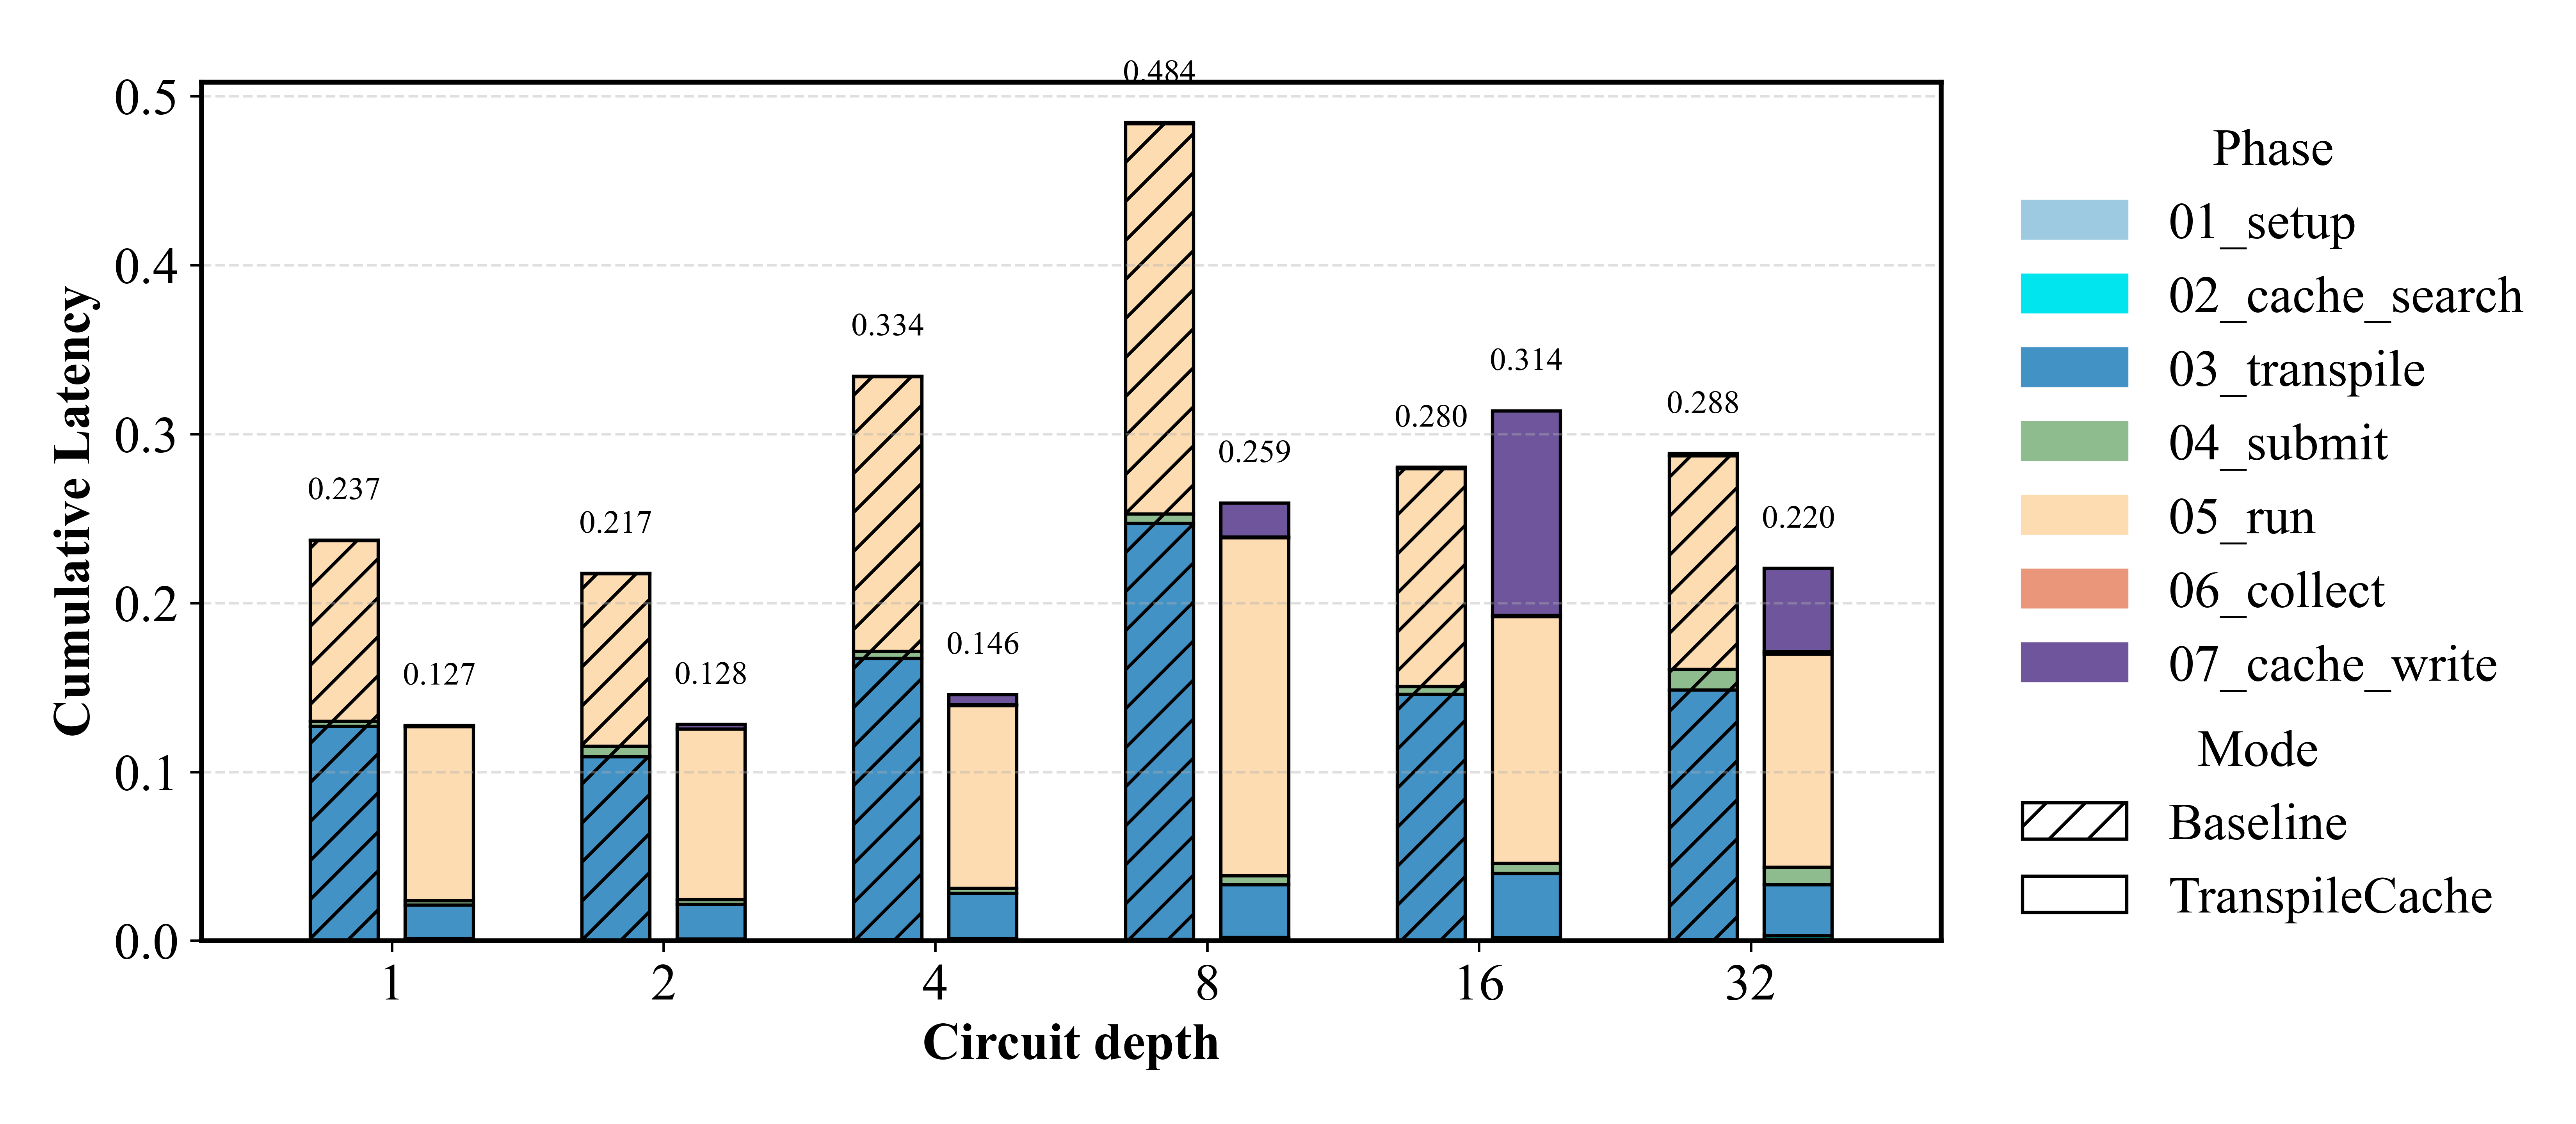 0.484
0.5
0.4
0.334
0.314
0.3
0.280
0.288
0.259
0.237
0.217
0.220
0.2
0.146
0.127
0.128
0.1
0.0
Cumulative Latency
1 2 4 8 16 32
Circuit depth
Phase
01_setup
02_cache_search
03_transpile
04_submit
05_run
06_collect
07_cache_write
Mode
Baseline
TranspileCache